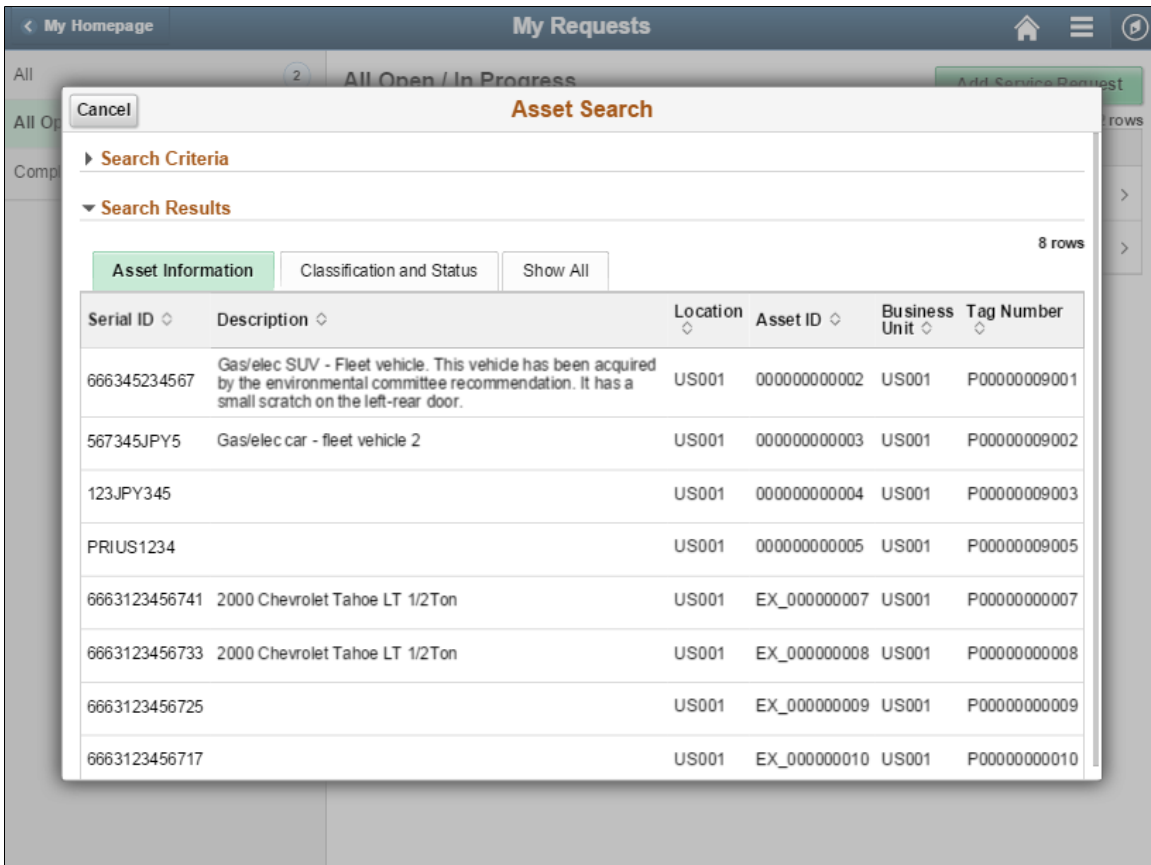 My Homepage
My Requests
All
2
All Open / In Progress
Add Service Request
Cancel
Asset Search
All Op
rows
Compl
Search Criteria
Search Results
8 rows
Asset Information
Classification and Status
Show All
Serial ID Description Location Asset ID Business Unit Tag Number
666345234567 Gas/elec SUV - Fleet vehicle. This vehicle has been acquired
by the environmental committee recommendation. It has a
small scratch on the left-rear door.
US001 000000000002 US001 P00000009001
567345JPY5 Gas/elec car - fleet vehicle 2 US001 000000000003 US001 P00000009002
123JPY345 US001 000000000004 US001 P00000009003
PRIUS1234 US001 000000000005 US001 P00000009005
6663123456741 2000 Chevrolet Tahoe LT 1/2Ton US001 EX_000000007 US001 P00000000007
6663123456733 2000 Chevrolet Tahoe LT 1/2Ton US001 EX_000000008 US001 P00000000008
6663123456725 US001 EX_000000009 US001 P00000000009
6663123456717 US001 EX_000000010 US001 P00000000010